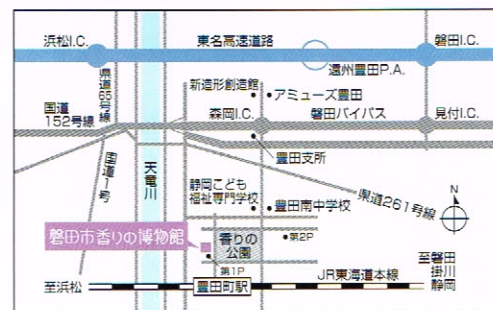 浜松I.C.
東名高速道路
磐田I.C.
県道65号線
遠州豊田P.A.
新造形創造館
アミューズ豊田
国道
152号線
森岡I.C.
磐田バイパス
見付I.C.
豊田支所
国道1号
天竜川
静岡こども
福祉専門学校
県道261号線
豊田南中学校
N
磐田市香りの博物館
香りの
公園
第2P
第1P
至磐田
掛川
静岡
JR東海道本線
至浜松
豊田町駅